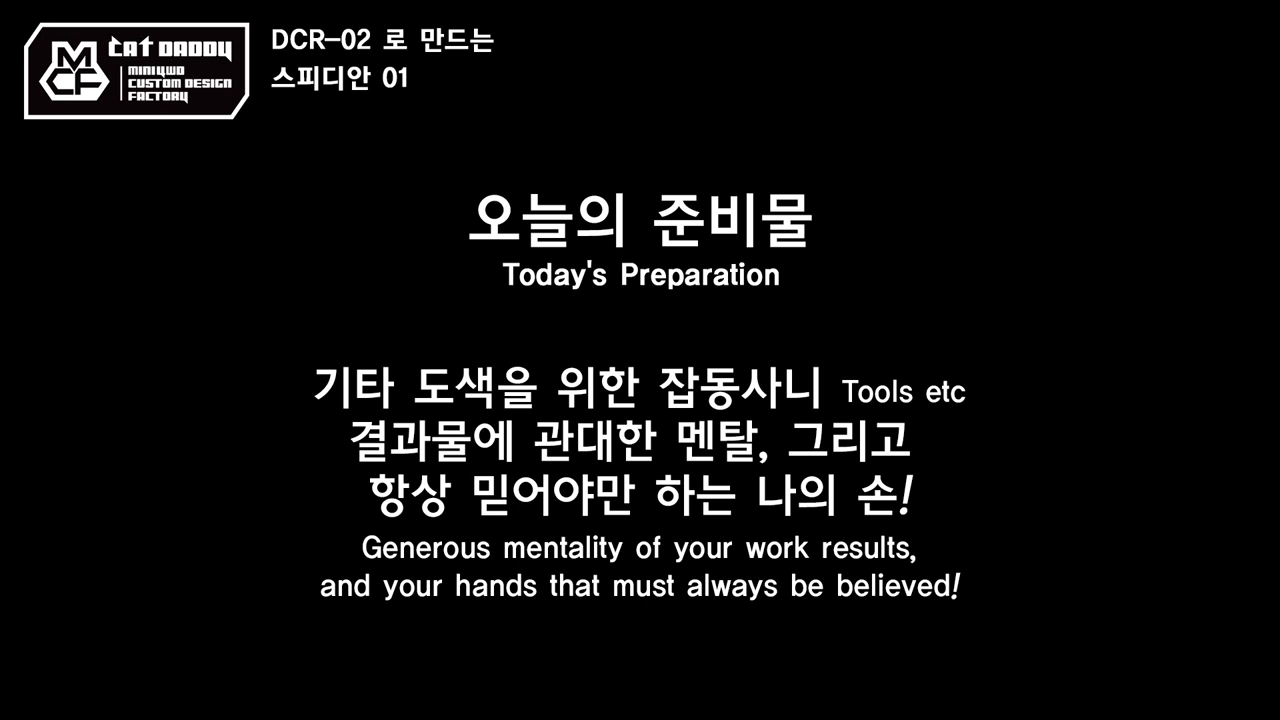 MCF
CAT DADDY
MINI4WD
CUSTOM DESIGN
FACTORY
DCR-02 로 만드는
스피디안 01
오늘의 준비물
Today's Preparation
기타 도색을 위한 잡동사니 Tools etc
결과물에 관대한 멘탈, 그리고
항상 믿어야만 하는 나의 손!
Generous mentality of your work results,
and your hands that must always be believed!